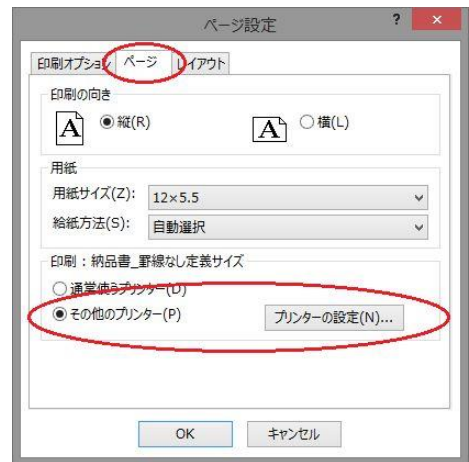 ページ設定
? ×
印刷オプション ページ レイアウト
印刷の向き
A 縦(R) A 横(L)
用紙
用紙サイズ(Z): 12×5.5
給紙方法(S): 自動選択
印刷：納品書_罫線なし定義サイズ
通常使うプリンター(D)
その他のプリンター(P) プリンターの設定(N)...
OK キャンセル